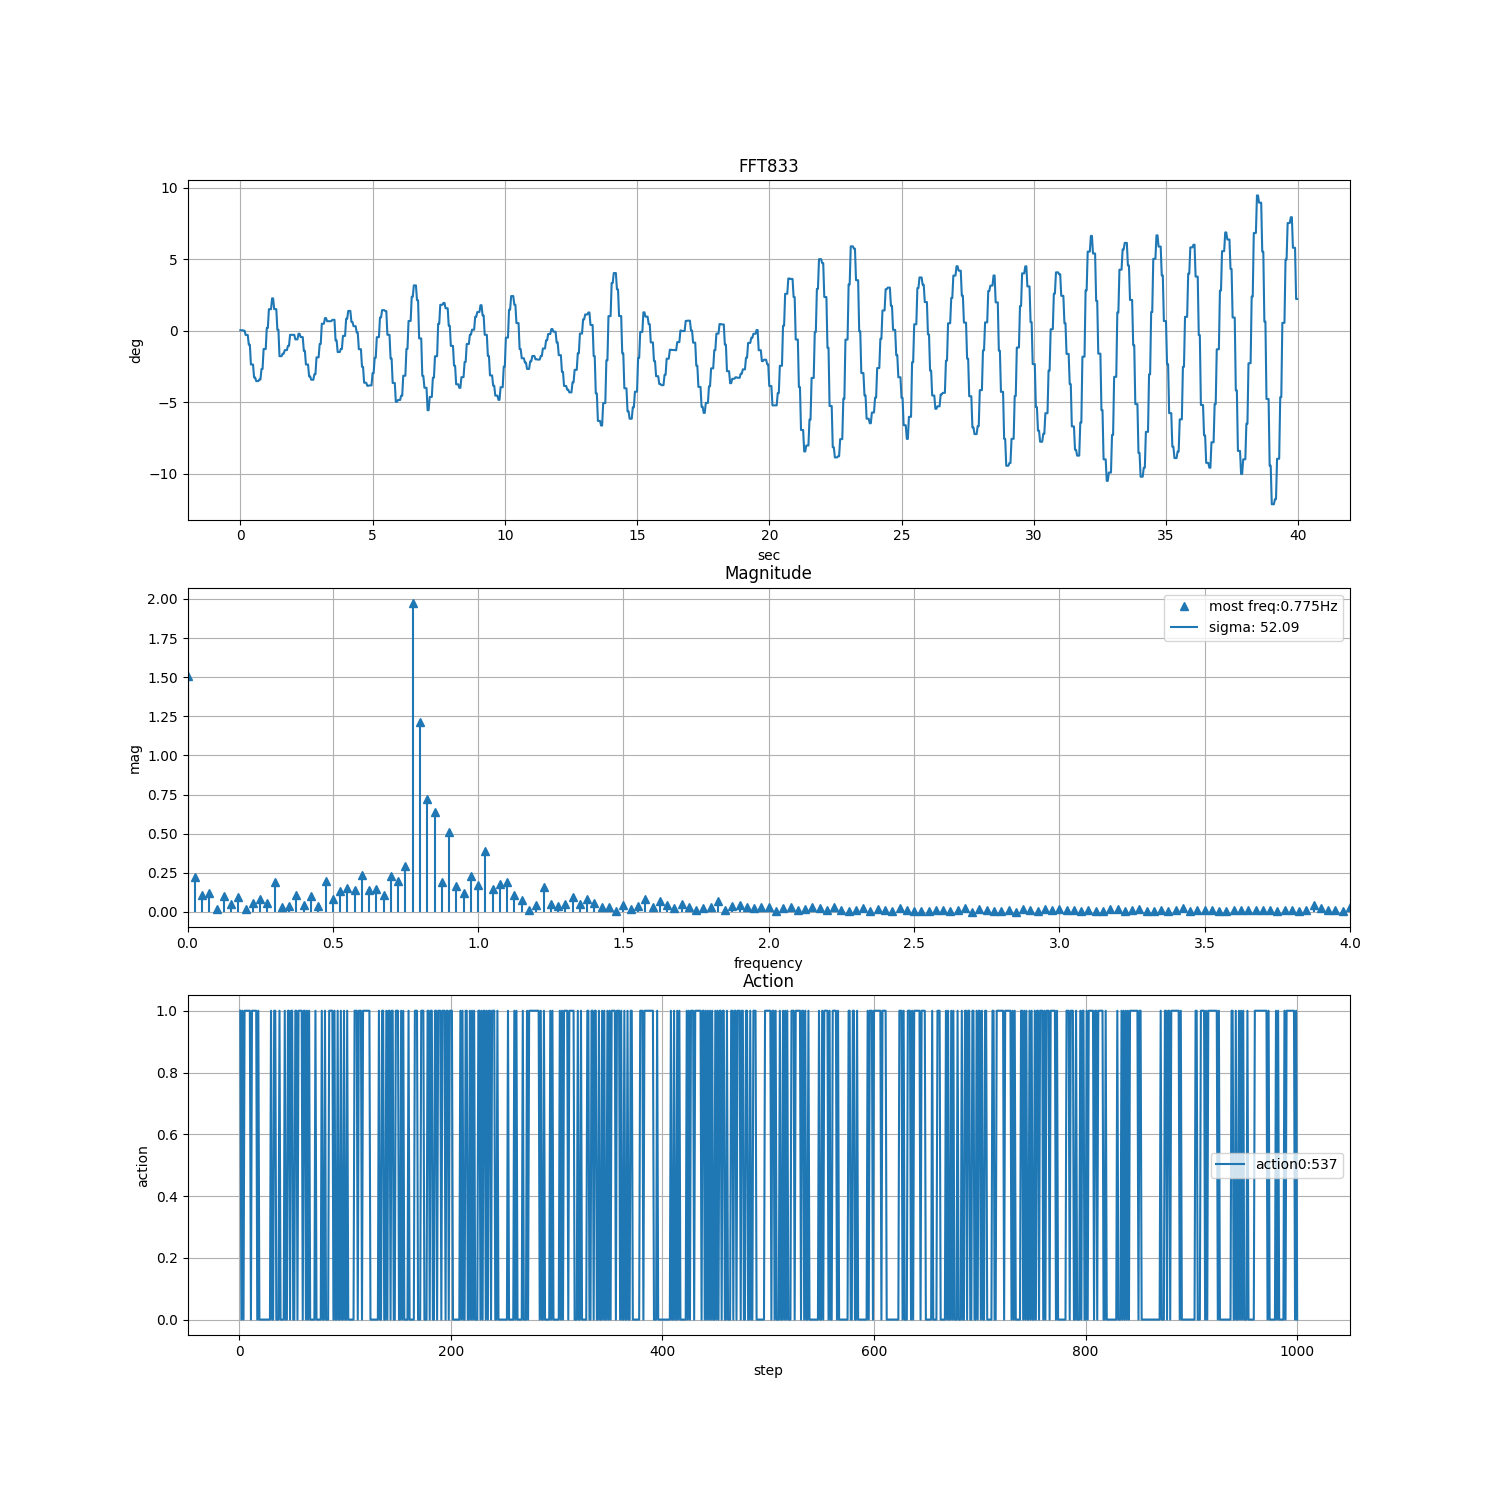 FFT833
10
5
0
−5
−10
deg
0 5 10 15 20 25 30 35 40
sec
Magnitude
2.00
1.75
1.50
1.25
1.00
0.75
0.50
0.25
0.00
mag
most freq:0.775Hz
sigma: 52.09
0.0 0.5 1.0 1.5 2.0 2.5 3.0 3.5 4.0
frequency
Action
1.0
0.8
0.6
0.4
0.2
0.0
action
action0:537
0 200 400 600 800 1000
step